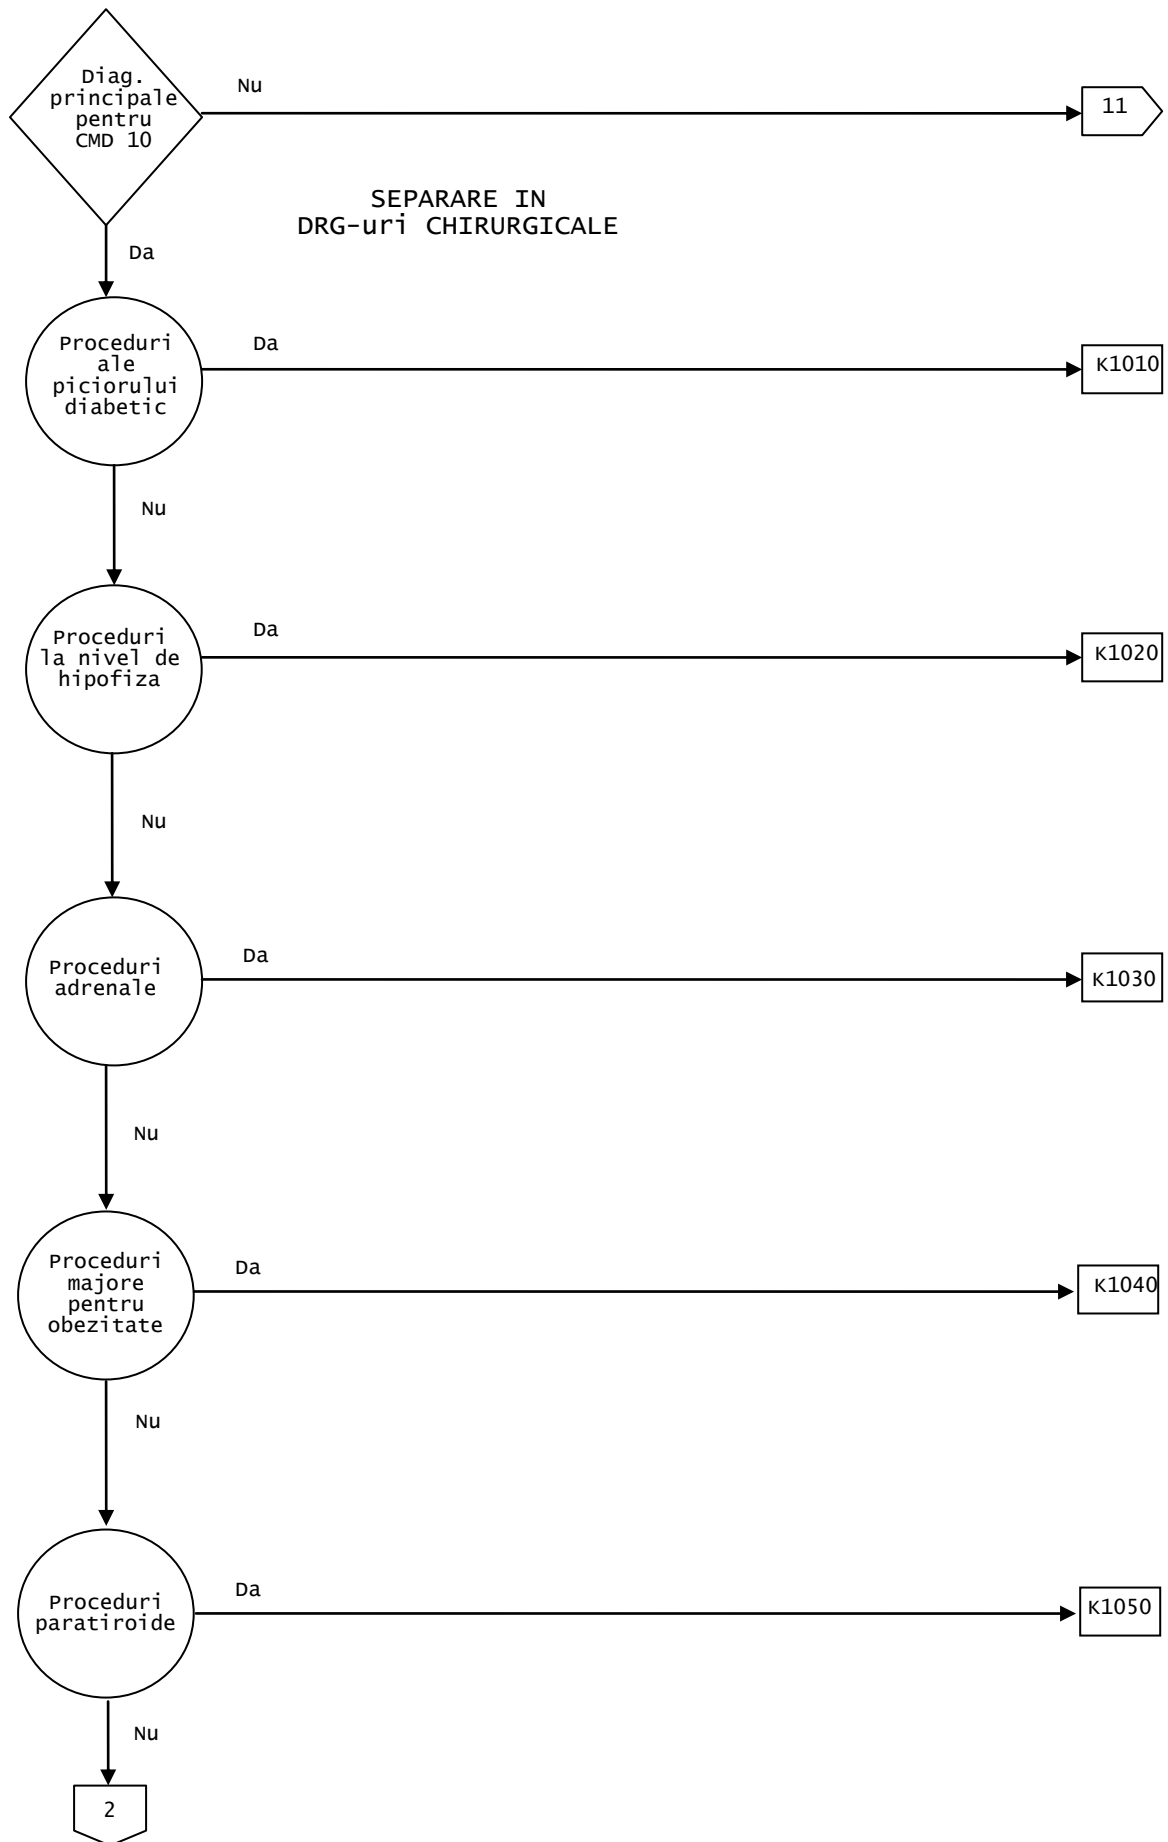 Diag.
principale
pentru
CMD 10
Nu
11
SEPARARE IN
DRG-uri CHIRURGICALE
Da
Proceduri
ale
piciorului
diabetic
Da
K1010
Nu
Proceduri
la nivel de
hipofiza
Da
K1020
Nu
Proceduri
adrenale
Da
K1030
Nu
Proceduri
majore
pentru
obezitate
Da
K1040
Nu
Proceduri
paratiroide
Da
K1050
Nu
2